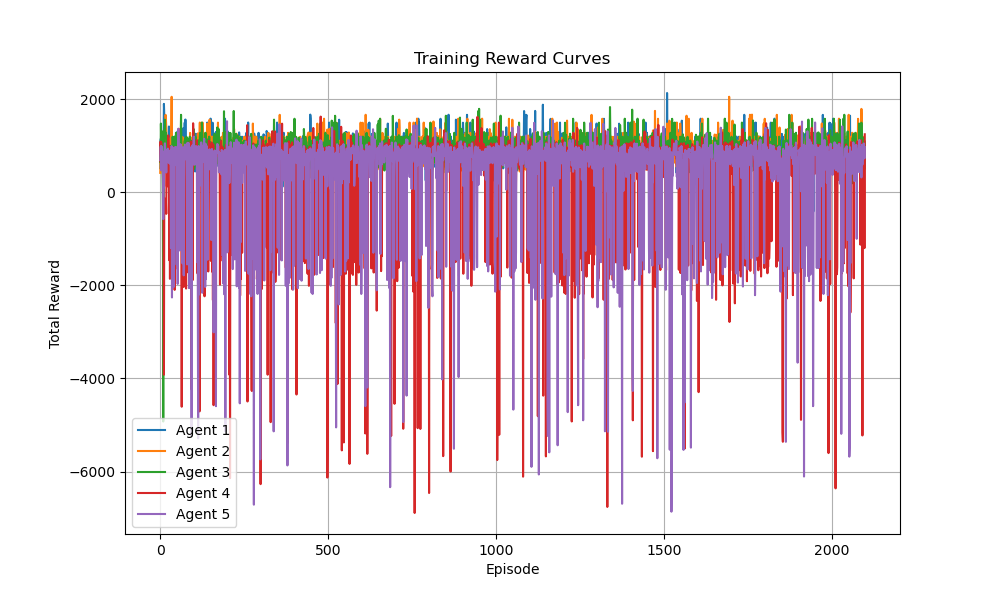 Training Reward Curves
Total Reward
2000
0
−2000
−4000
−6000
Agent 1
Agent 2
Agent 3
Agent 4
Agent 5
0 500 1000 1500 2000
Episode